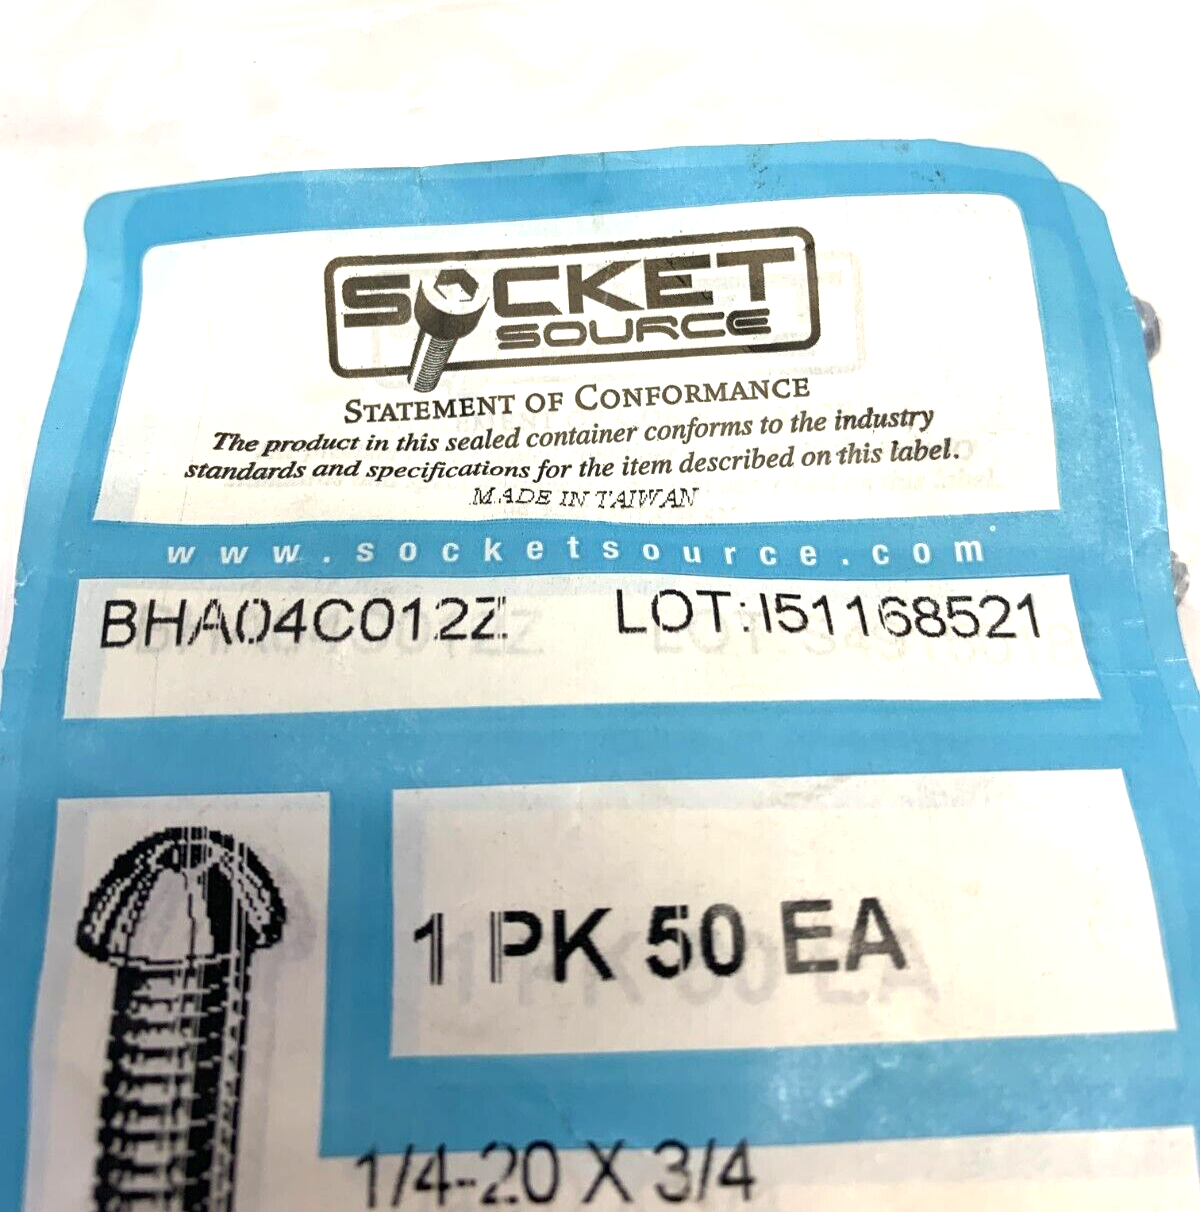 SOCKET
SOURCE
STATEMENT OF CONFORMANCE
The product in this sealed container conforms to the industry
standards and specifications for the item described on this label.
MADE IN TAIWAN
www.socketsource.com
BHA04C012Z LOT:I51168521
1 PK 50 EA
1/4-20 X 3/4